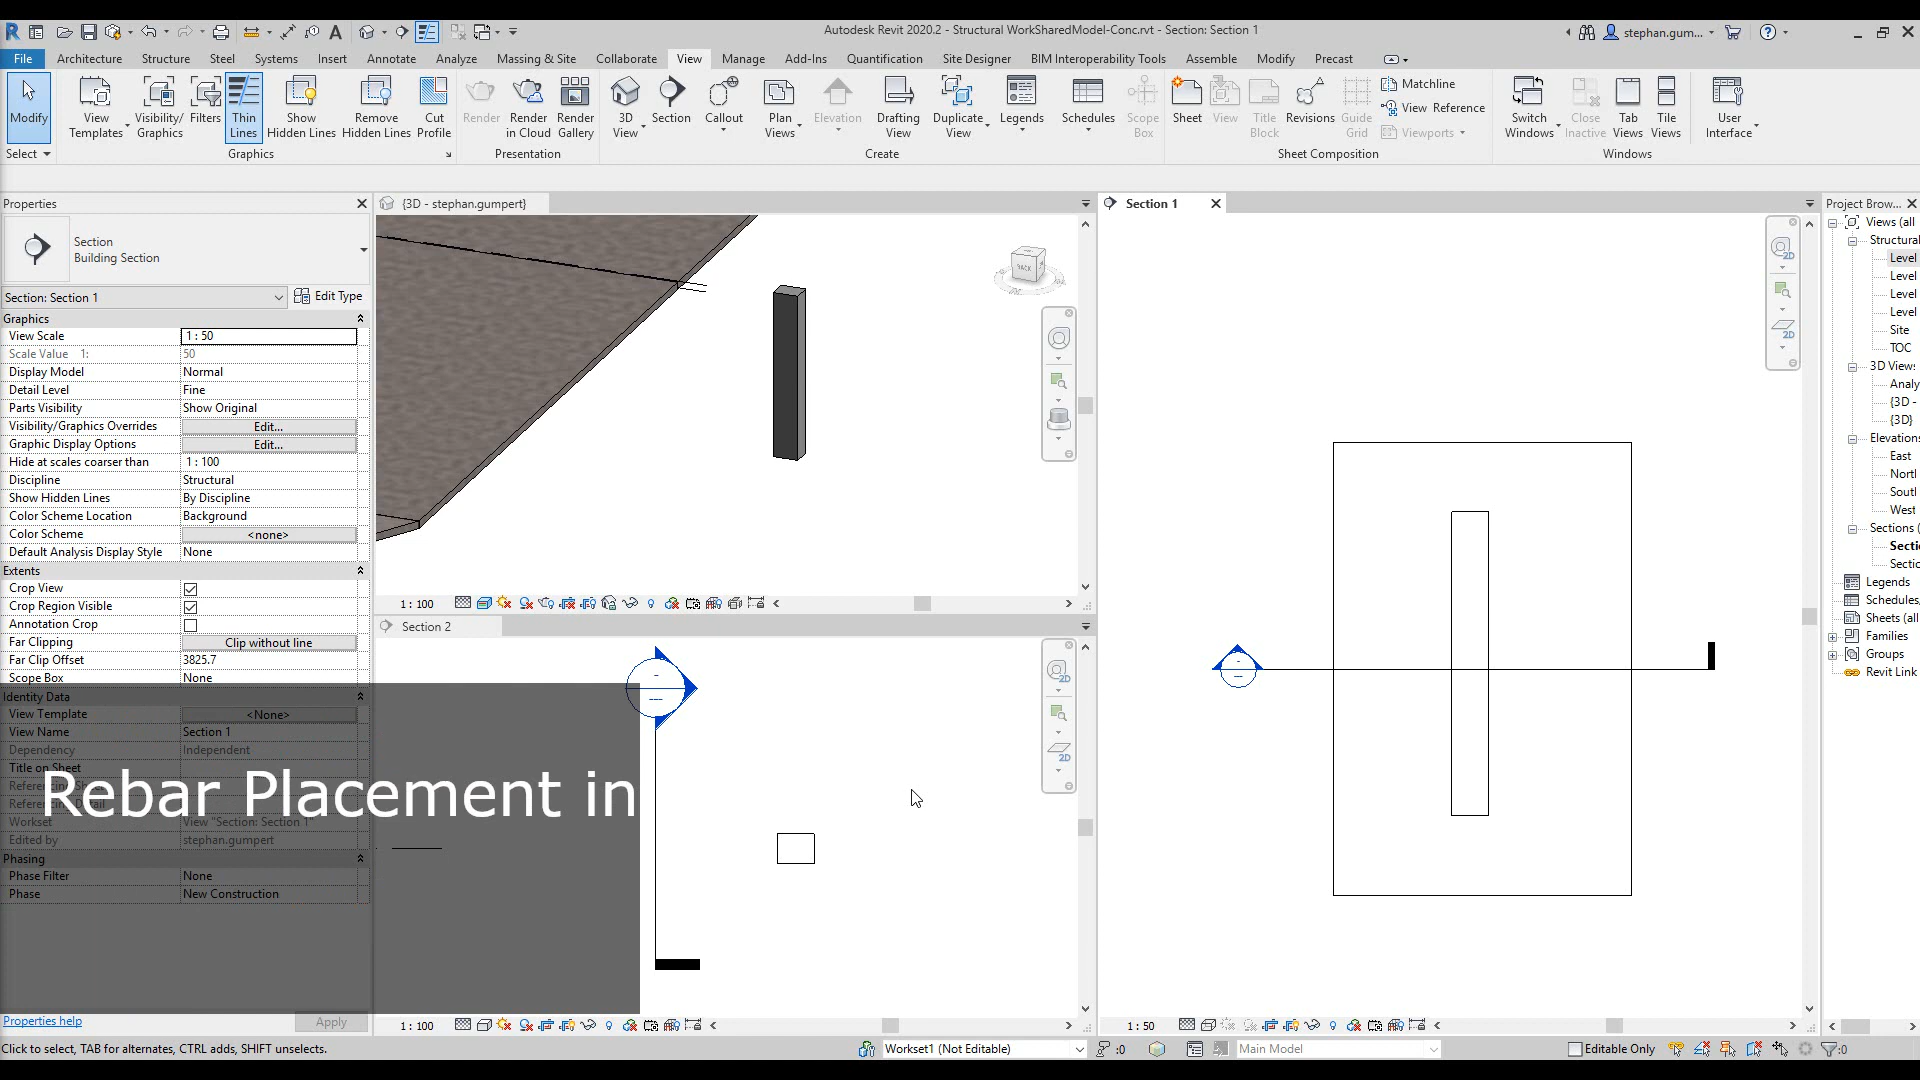 Autodesk Revit 2020.2 - Structural WorkSharedModel-Conc.rvt - Section: Section 1
stephan.gum...
File Architecture Structure Steel Systems Insert Annotate Analyze Massing & Site Collaborate View Manage Add-Ins Quantification Site Designer BIM Interoperability Tools Assemble Modify Precast
Modify
View Templates
Visibility/ Graphics
Filters
Thin Lines
Show Hidden Lines
Remove Hidden Lines
Cut Profile
Render
Render in Cloud
Render Gallery
3D View
Section
Callout
Plan Views
Elevation
Drafting View
Duplicate View
Legends
Schedules
Scope Box
Sheet
View
Title Block
Revisions
Guide Grid
Matchline
View Reference
Viewports
Switch Windows
Close Inactive
Tab Views
Tile Views
User Interface
Select Graphics Presentation Create Sheet Composition Windows
Properties
Section
Building Section
Section: Section 1 Edit Type
Graphics
View Scale 1 : 50
Scale Value 1: 50
Display Model Normal
Detail Level Fine
Parts Visibility Show Original
Visibility/Graphics Overrides Edit...
Graphic Display Options Edit...
Hide at scales coarser than 1 : 100
Discipline Structural
Show Hidden Lines By Discipline
Color Scheme Location Background
Color Scheme <none>
Default Analysis Display Style None
Extents
Crop View
Crop Region Visible
Annotation Crop
Far Clipping Clip without line
Far Clip Offset 3825.7
Scope Box None
Identity Data
View Template <None>
View Name Section 1
Dependency Independent
Title on Sheet
Rebar Placement in
Workset View "Section: Section 1"
Edited by stephan.gumpert
Phasing
Phase Filter None
Phase New Construction
Properties help Apply
{3D - stephan.gumpert}
BACK
1 : 100
Section 2
2D
2D
1 : 100
Section 1
2D
2D
1 : 50
Project Brow...
Views (all
Structural
Level
Level
Level
Level
Site
TOC
3D Views
Analy
{3D -
{3D}
Elevations
East
North
South
West
Sections (
Sectio
Sectio
Legends
Schedules,
Sheets (all
Families
Groups
Revit Link
Click to select, TAB for alternates, CTRL adds, SHIFT unselects.
Workset1 (Not Editable)
:0
Main Model
Editable Only
:0